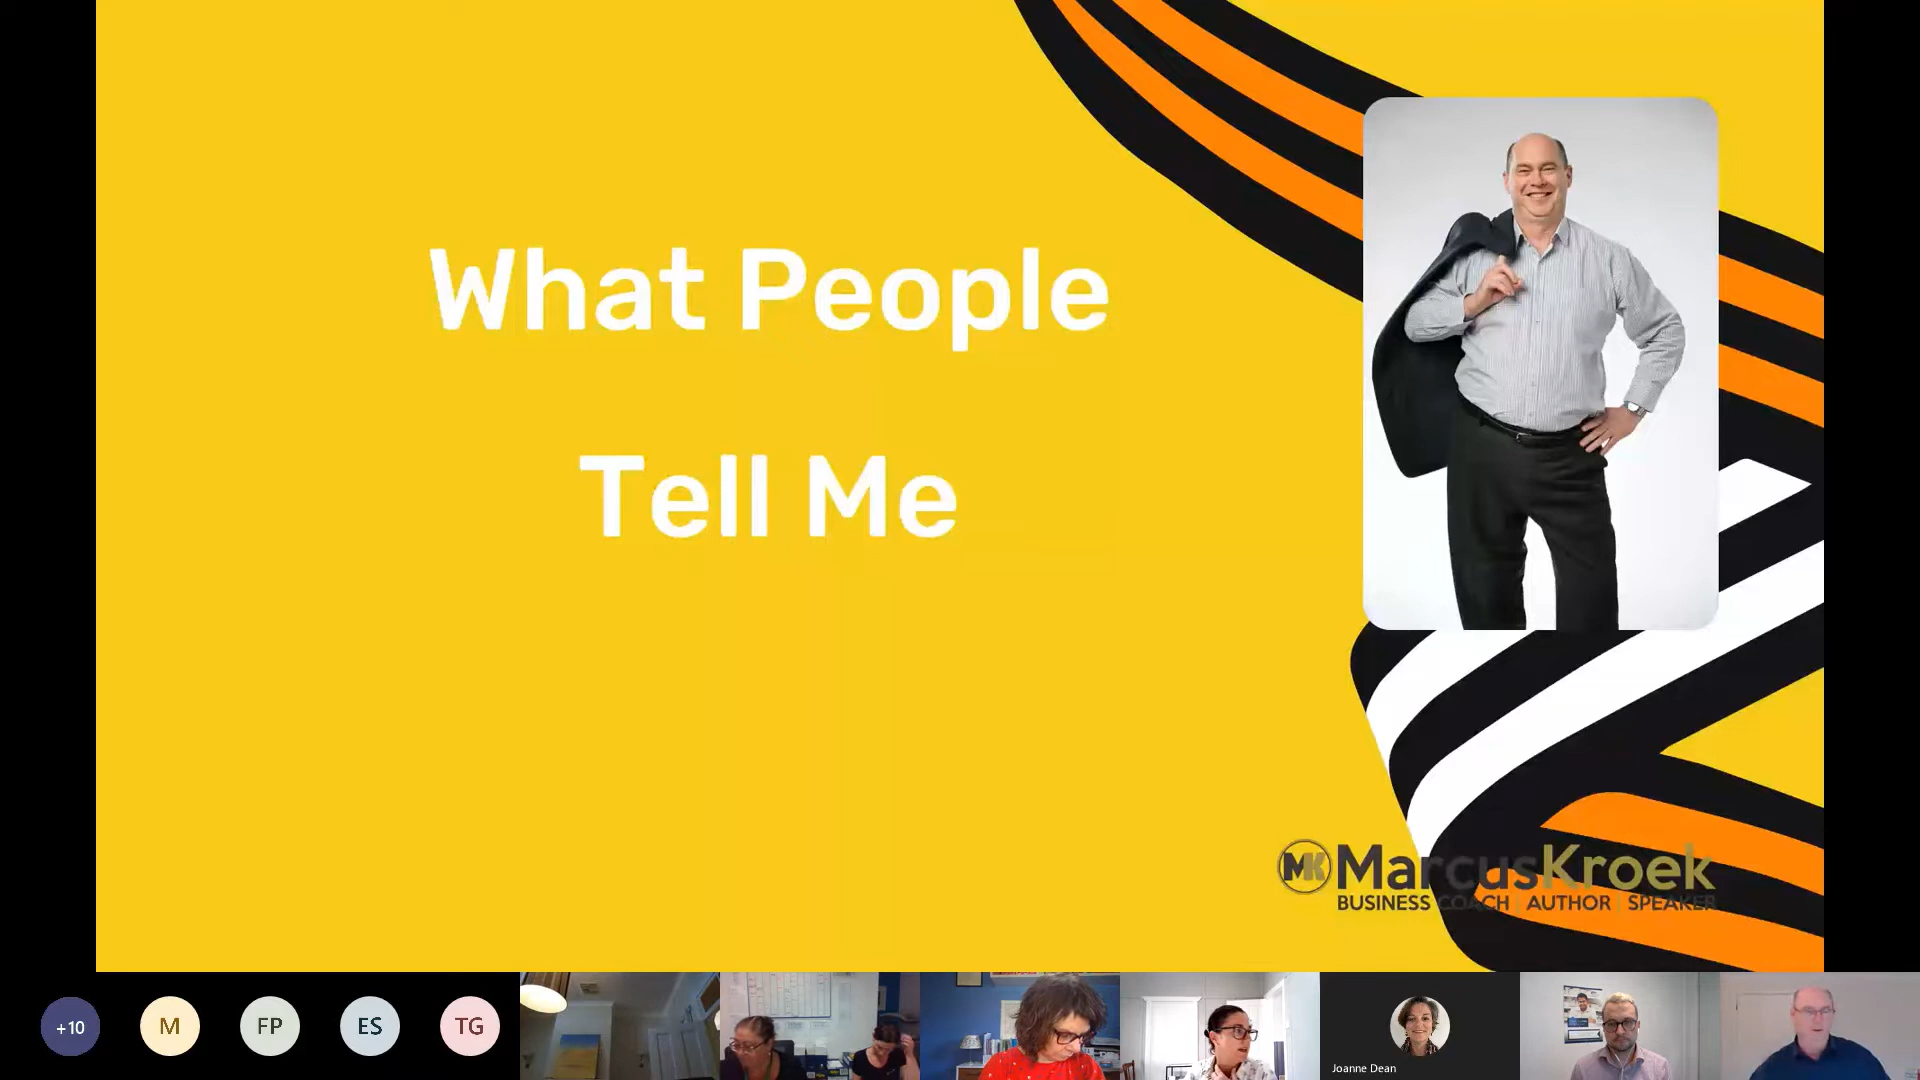 What People
Tell Me
MK MarcusKroek
BUSINESS COACH | AUTHOR | SPEAKER
+10
M
FP
ES
TG
Joanne Dean